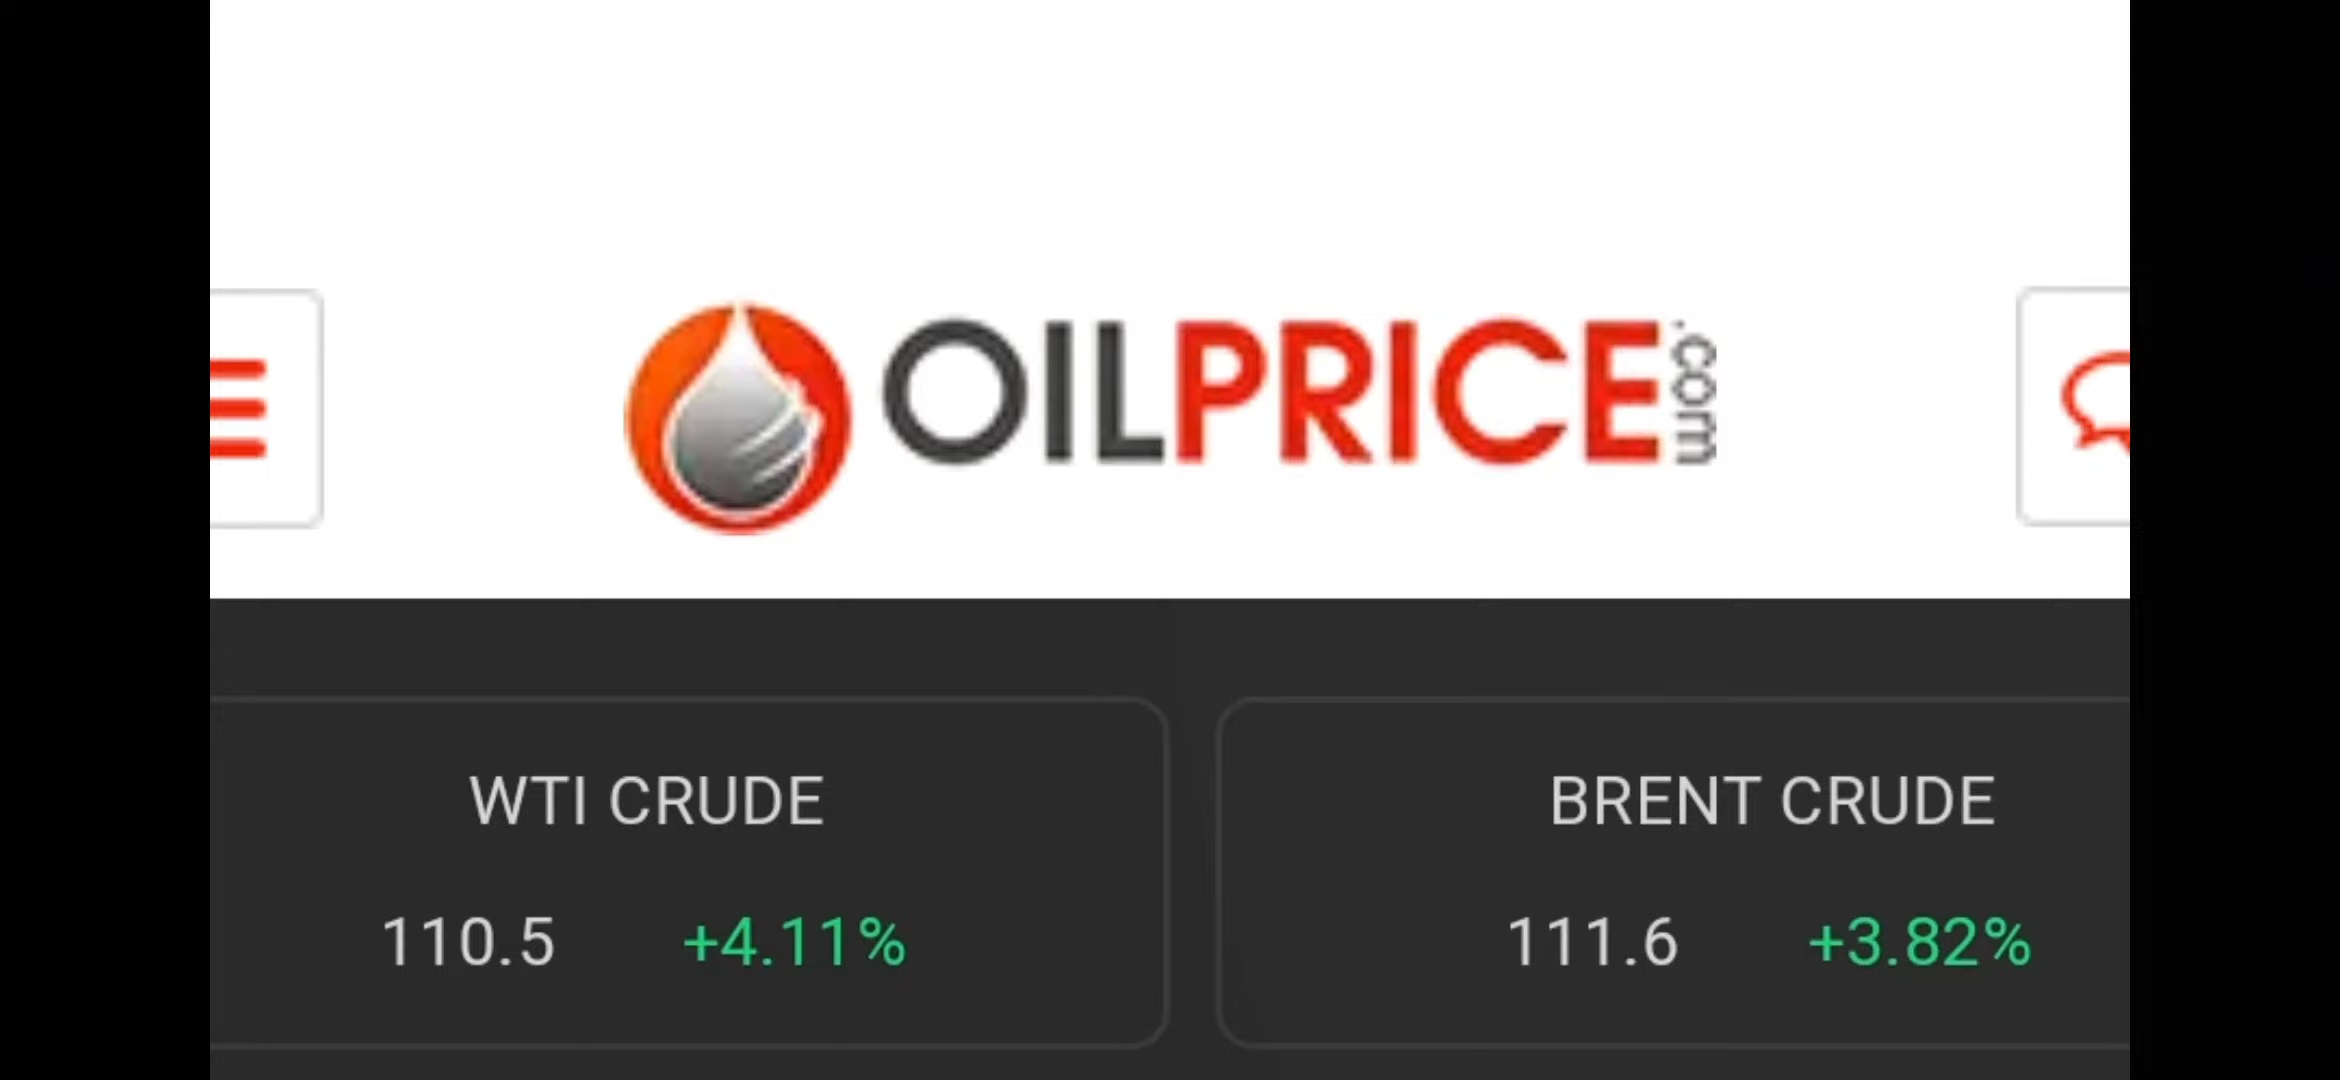 OILPRICE.com
WTI CRUDE
110.5 +4.11%
BRENT CRUDE
111.6 +3.82%